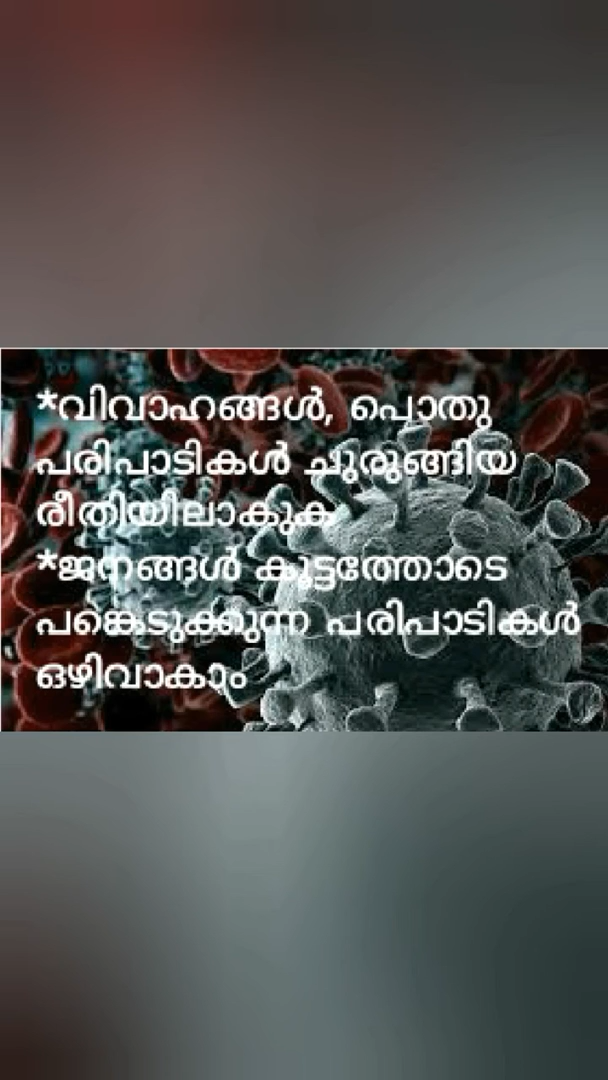 *വിവാഹങ്ങൾ, പൊതു
പരിപാടികൾ ചുരുങ്ങിയ
രീതിയിലാകുക
*ജനങ്ങൾ കൂട്ടത്തോടെ
പങ്കെടുക്കുന്ന പരിപാടികൾ
ഒഴിവാകാം